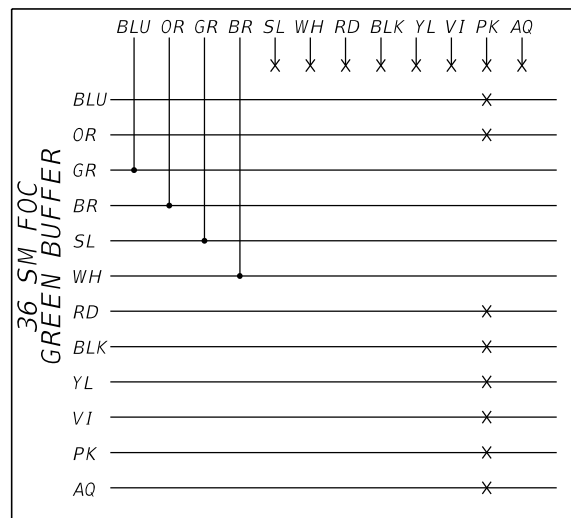 BLU OR GR BR SL WH RD BLK YL VI PK AQ
36 SM FOC
GREEN BUFFER
BLU
OR
GR
BR
SL
WH
RD
BLK
YL
VI
PK
AQ